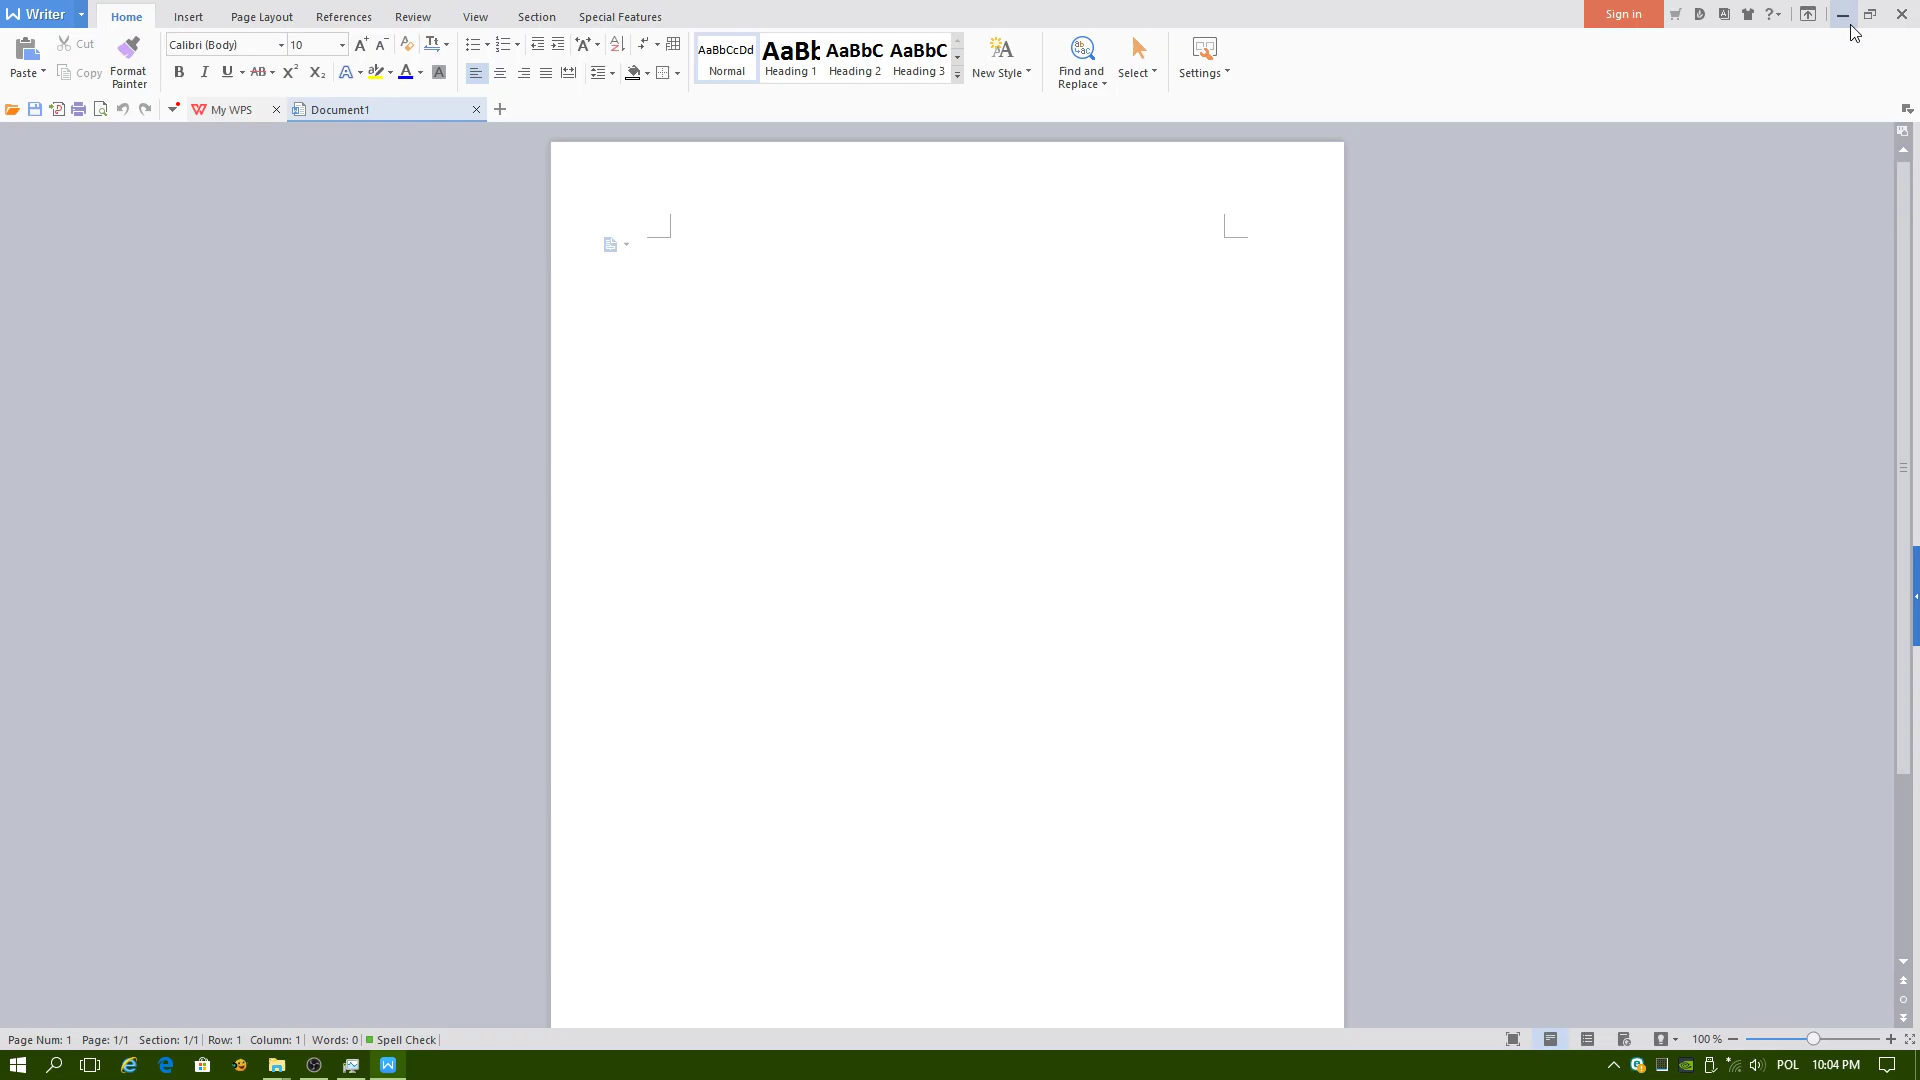 Writer Home Insert Page Layout References Review View Section Special Features Sign in
Calibri (Body) 10
Paste Cut Copy Format Painter
AaBbCcDd AaBb AaBbC AaBbC
Normal Heading 1 Heading 2 Heading 3
New Style Find and Replace Select Settings
My WPS Document1
Page Num: 1 Page: 1/1 Section: 1/1 Row: 1 Column: 1 Words: 0 Spell Check 100 %
POL 10:04 PM